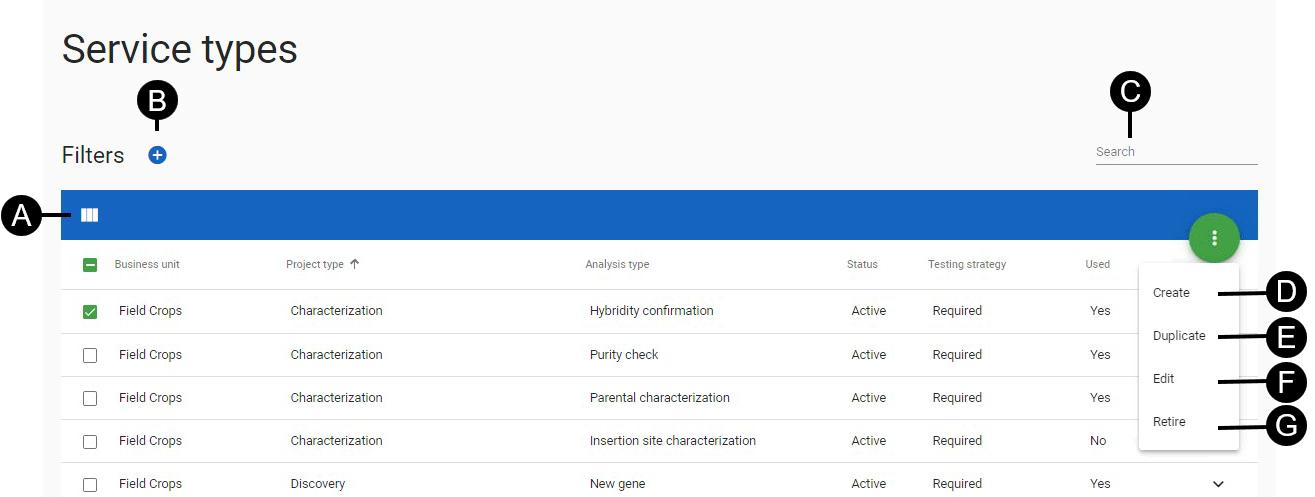 Service types
B
C
Filters
Search
A
Business unit Project type Analysis type Status Testing strategy Used
Create D
Field Crops Characterization Hybridity confirmation Active Required Yes
Duplicate E
Field Crops Characterization Purity check Active Required Yes
Edit F
Field Crops Characterization Parental characterization Active Required Yes
Retire G
Field Crops Characterization Insertion site characterization Active Required No
Field Crops Discovery New gene Active Required Yes